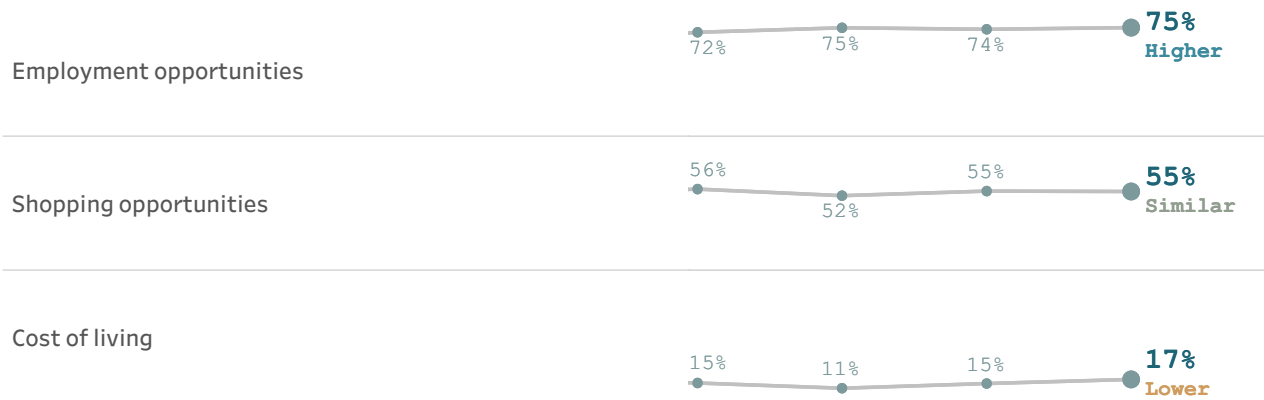 75%
72% 75% 74%
Higher
Employment opportunities
56% 55%
55%
Shopping opportunities
52%
Similar
Cost of living
15% 11% 15%
17%
Lower